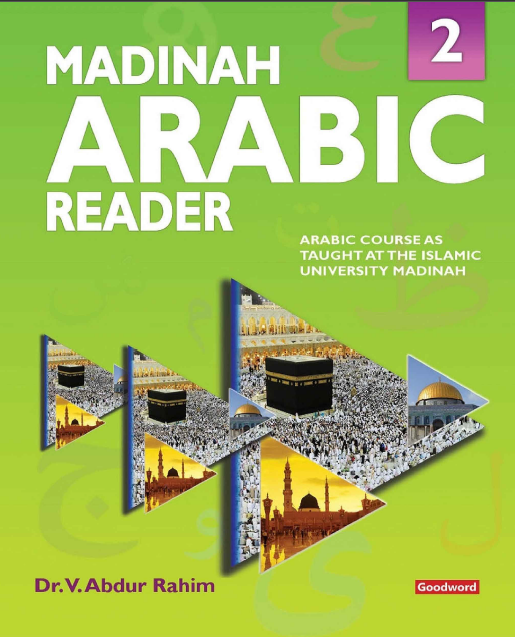 2
MADINAH
ARABIC
READER
ARABIC COURSE AS
TAUGHT AT THE ISLAMIC
UNIVERSITY MADINAH
Dr. V. Abdur Rahim
Goodword